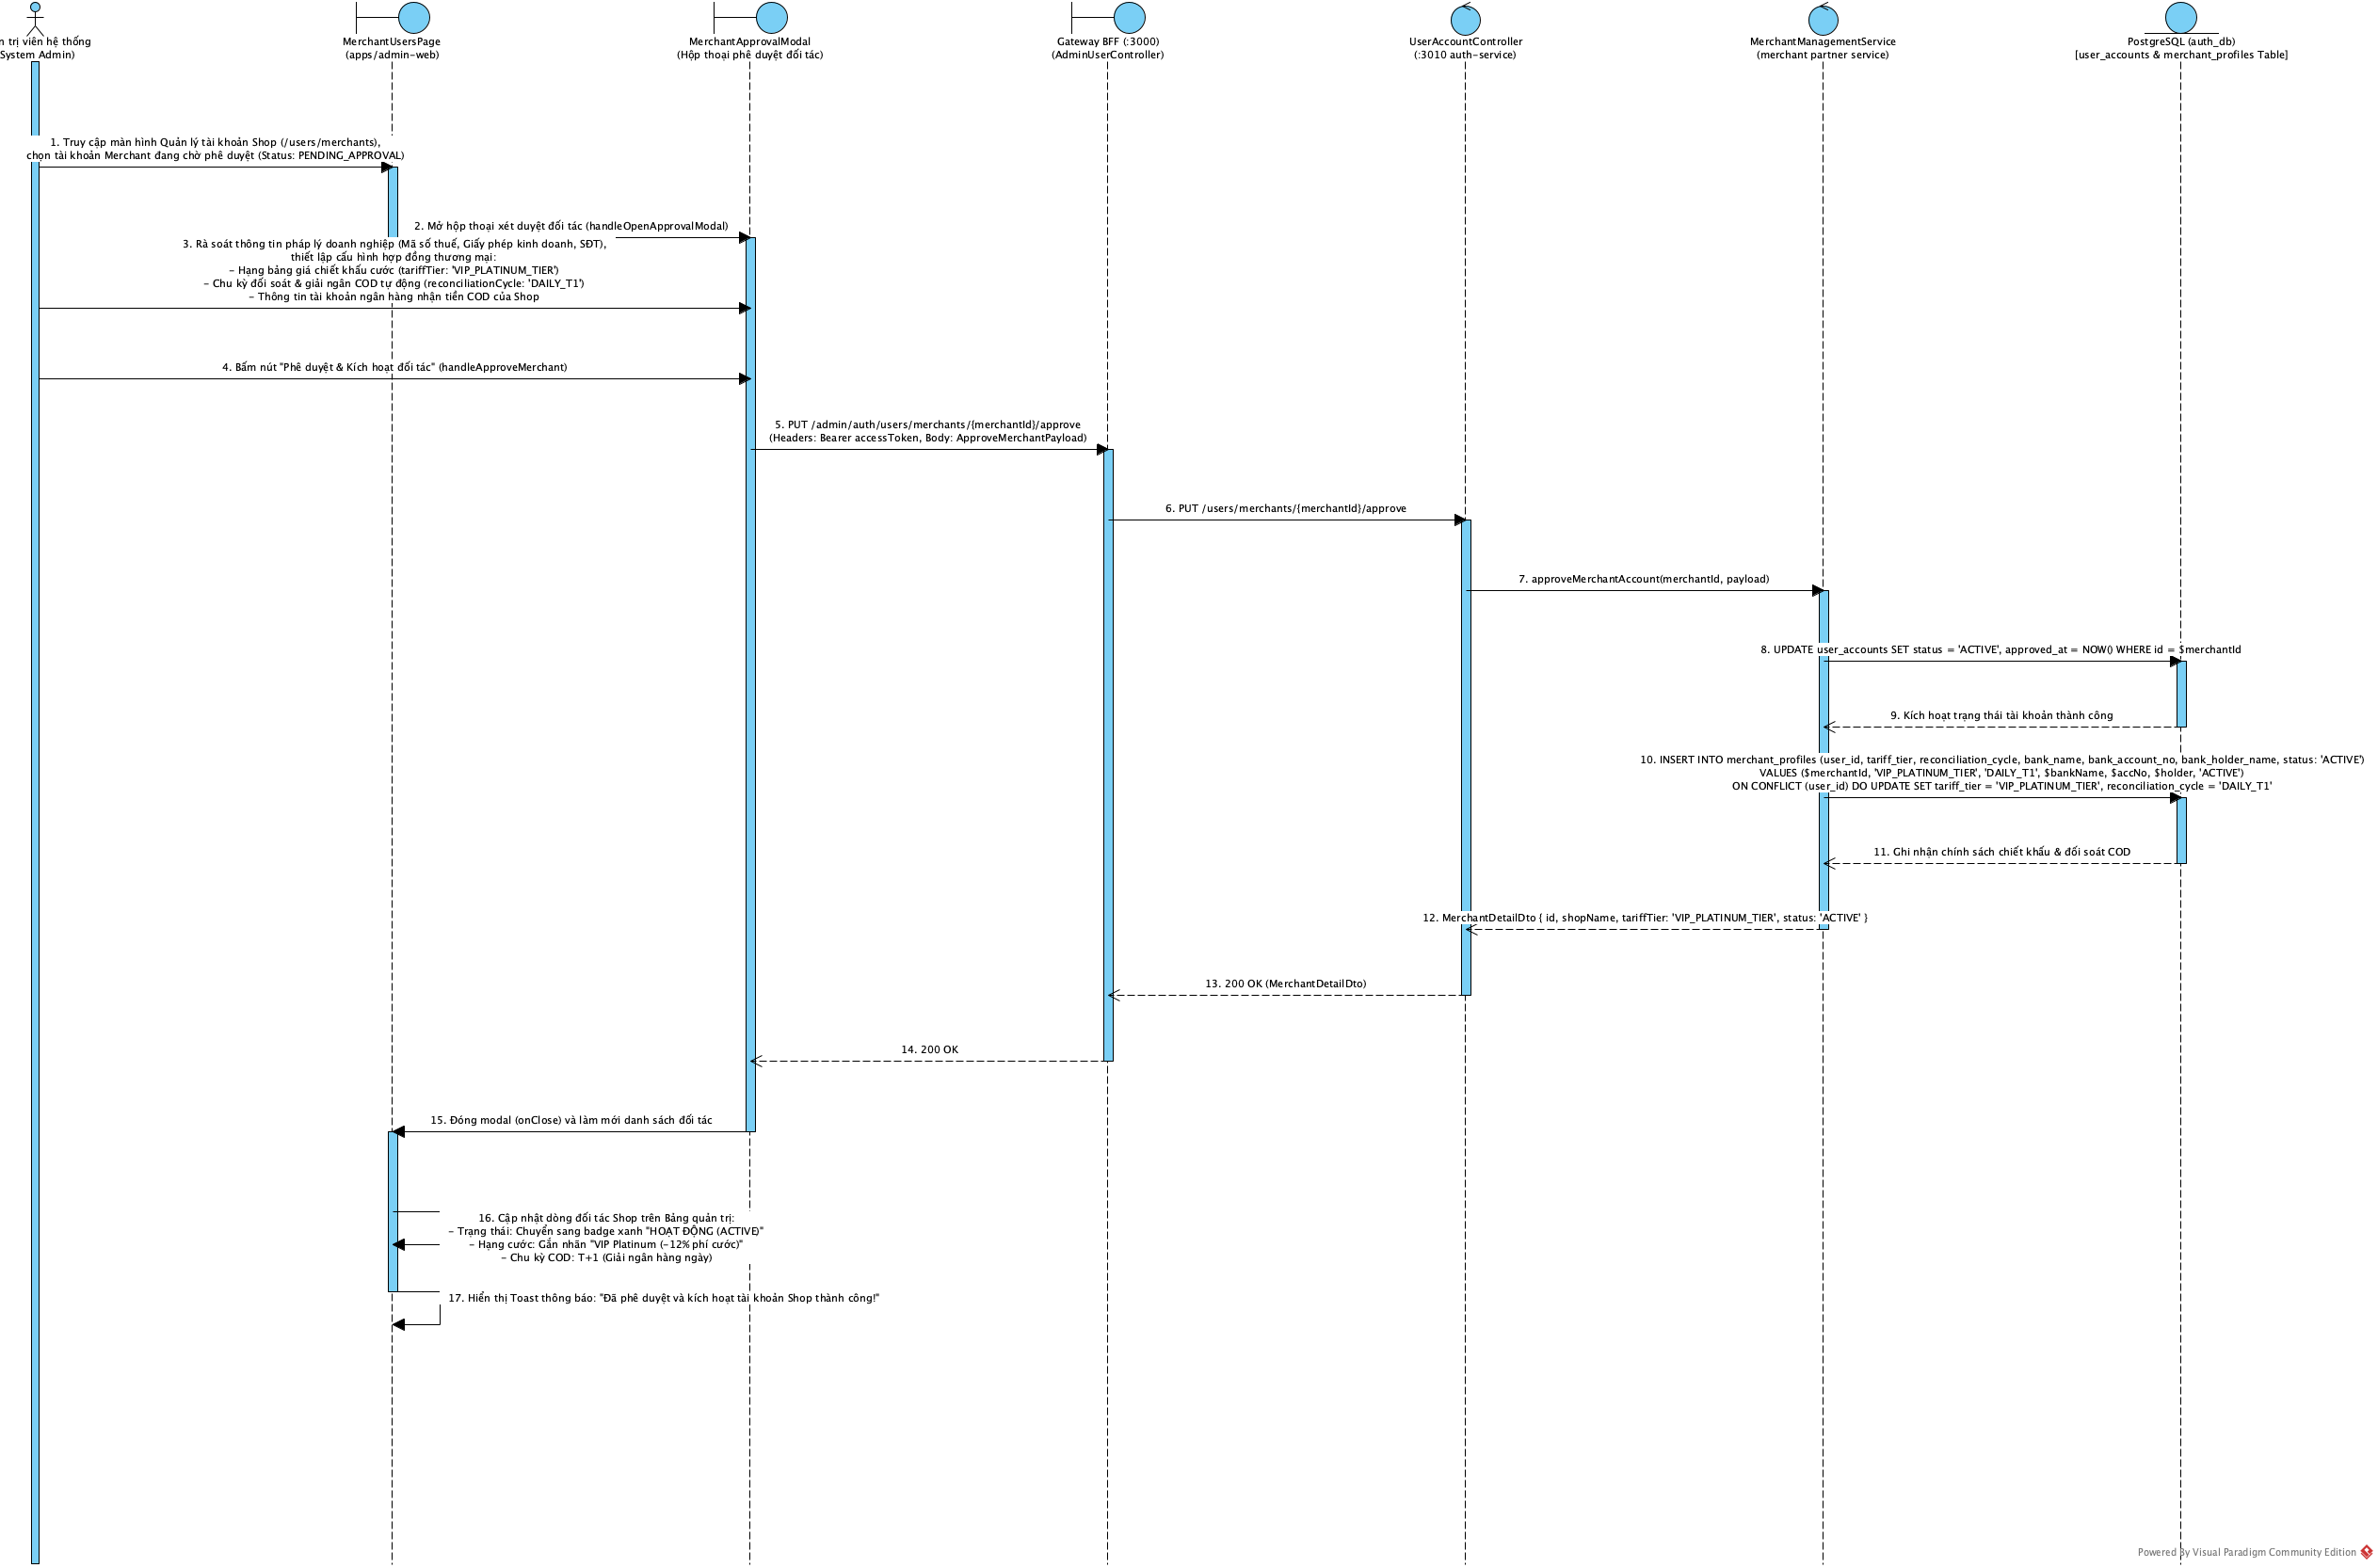 n trị viên hệ thống
System Admin)
MerchantUsersPage
(apps/admin-web)
MerchantApprovalModal
(Hộp thoại phê duyệt đối tác)
Gateway BFF (:3000)
(AdminUserController)
UserAccountController
(:3010 auth-service)
MerchantManagementService
(merchant partner service)
PostgreSQL (auth_db)
[user_accounts & merchant_profiles Table]
1. Truy cập màn hình Quản lý tài khoản Shop (/users/merchants),
chọn tài khoản Merchant đang chờ phê duyệt (Status: PENDING_APPROVAL)
2. Mở hộp thoại xét duyệt đối tác (handleOpenApprovalModal)
3. Rà soát thông tin pháp lý doanh nghiệp (Mã số thuế, Giấy phép kinh doanh, SĐT),
thiết lập cấu hình hợp đồng thương mại:
- Hạng bảng giá chiết khấu cước (tariffTier: 'VIP_PLATINUM_TIER')
- Chu kỳ đối soát & giải ngân COD tự động (reconciliationCycle: 'DAILY_T1')
- Thông tin tài khoản ngân hàng nhận tiền COD của Shop
4. Bấm nút "Phê duyệt & Kích hoạt đối tác" (handleApproveMerchant)
5. PUT /admin/auth/users/merchants/{merchantId}/approve
(Headers: Bearer accessToken, Body: ApproveMerchantPayload)
6. PUT /users/merchants/{merchantId}/approve
7. approveMerchantAccount(merchantId, payload)
8. UPDATE user_accounts SET status = 'ACTIVE', approved_at = NOW() WHERE id = $merchantId
9. Kích hoạt trạng thái tài khoản thành công
10. INSERT INTO merchant_profiles (user_id, tariff_tier, reconciliation_cycle, bank_name, bank_account_no, bank_holder_name, status: 'ACTIVE')
VALUES ($merchantId, 'VIP_PLATINUM_TIER', 'DAILY_T1', $bankName, $accNo, $holder, 'ACTIVE')
ON CONFLICT (user_id) DO UPDATE SET tariff_tier = 'VIP_PLATINUM_TIER', reconciliation_cycle = 'DAILY_T1'
11. Ghi nhận chính sách chiết khấu & đối soát COD
12. MerchantDetailDto { id, shopName, tariffTier: 'VIP_PLATINUM_TIER', status: 'ACTIVE' }
13. 200 OK (MerchantDetailDto)
14. 200 OK
15. Đóng modal (onClose) và làm mới danh sách đối tác
16. Cập nhật dòng đối tác Shop trên Bảng quản trị:
- Trạng thái: Chuyển sang badge xanh "HOẠT ĐỘNG (ACTIVE)"
- Hạng cước: Gắn nhãn "VIP Platinum (-12% phí cước)"
- Chu kỳ COD: T+1 (Giải ngân hàng ngày)
17. Hiển thị Toast thông báo: "Đã phê duyệt và kích hoạt tài khoản Shop thành công!"
Powered By Visual Paradigm Community Edition